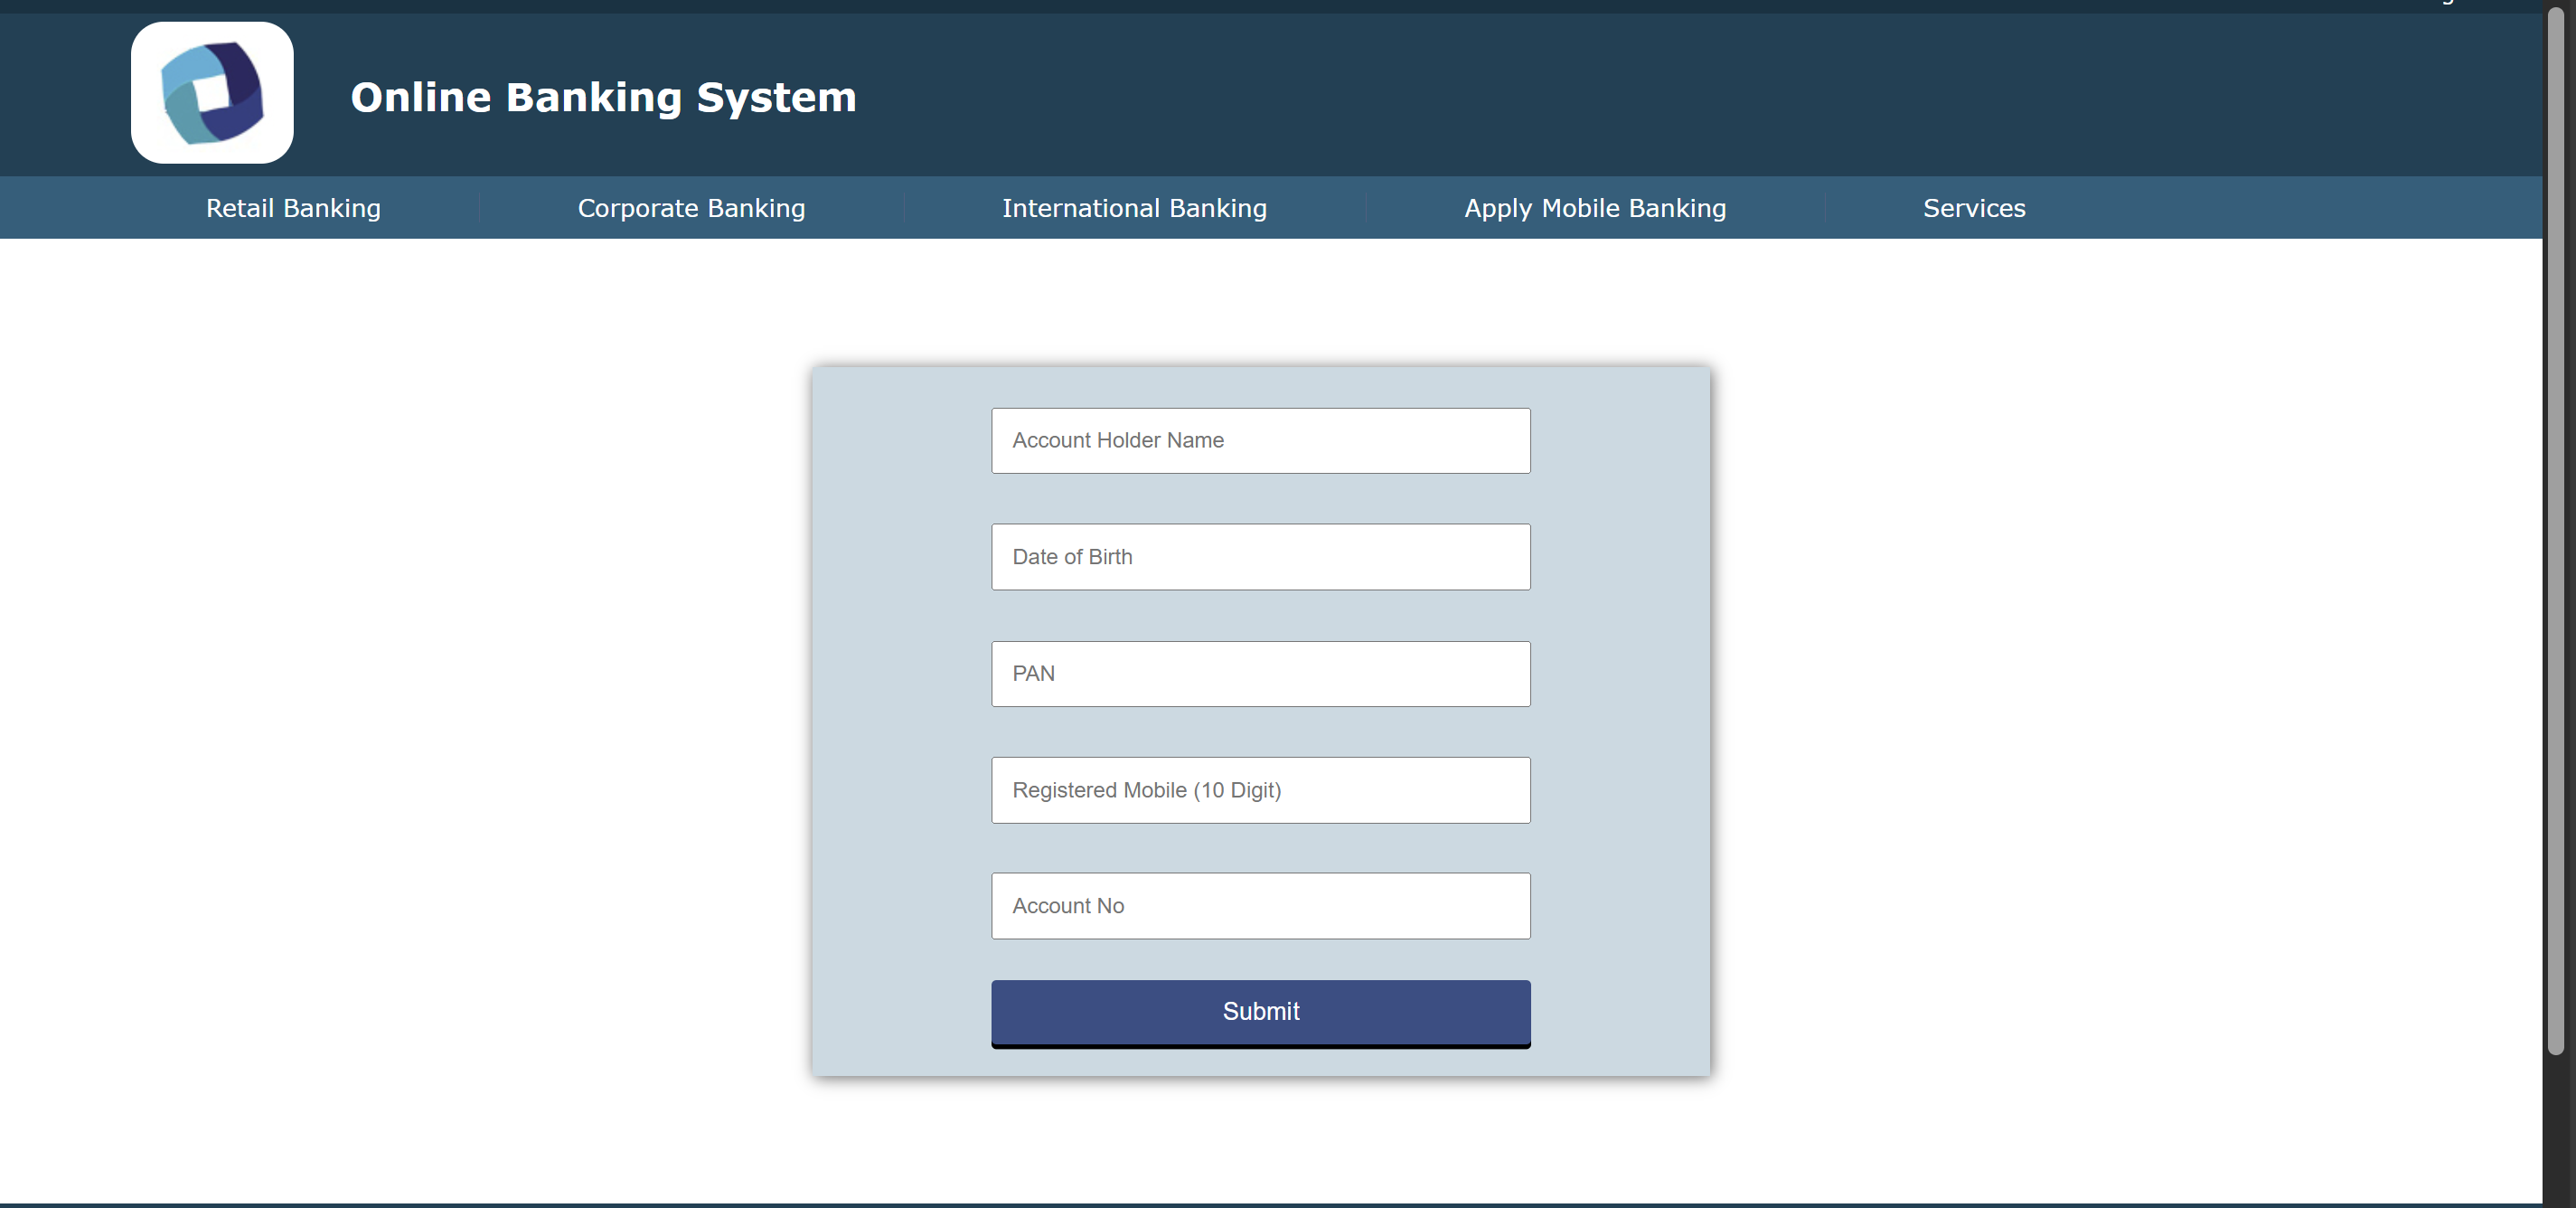 Online Banking System
Retail Banking Corporate Banking International Banking Apply Mobile Banking Services
Account Holder Name
Date of Birth
PAN
Registered Mobile (10 Digit)
Account No
Submit